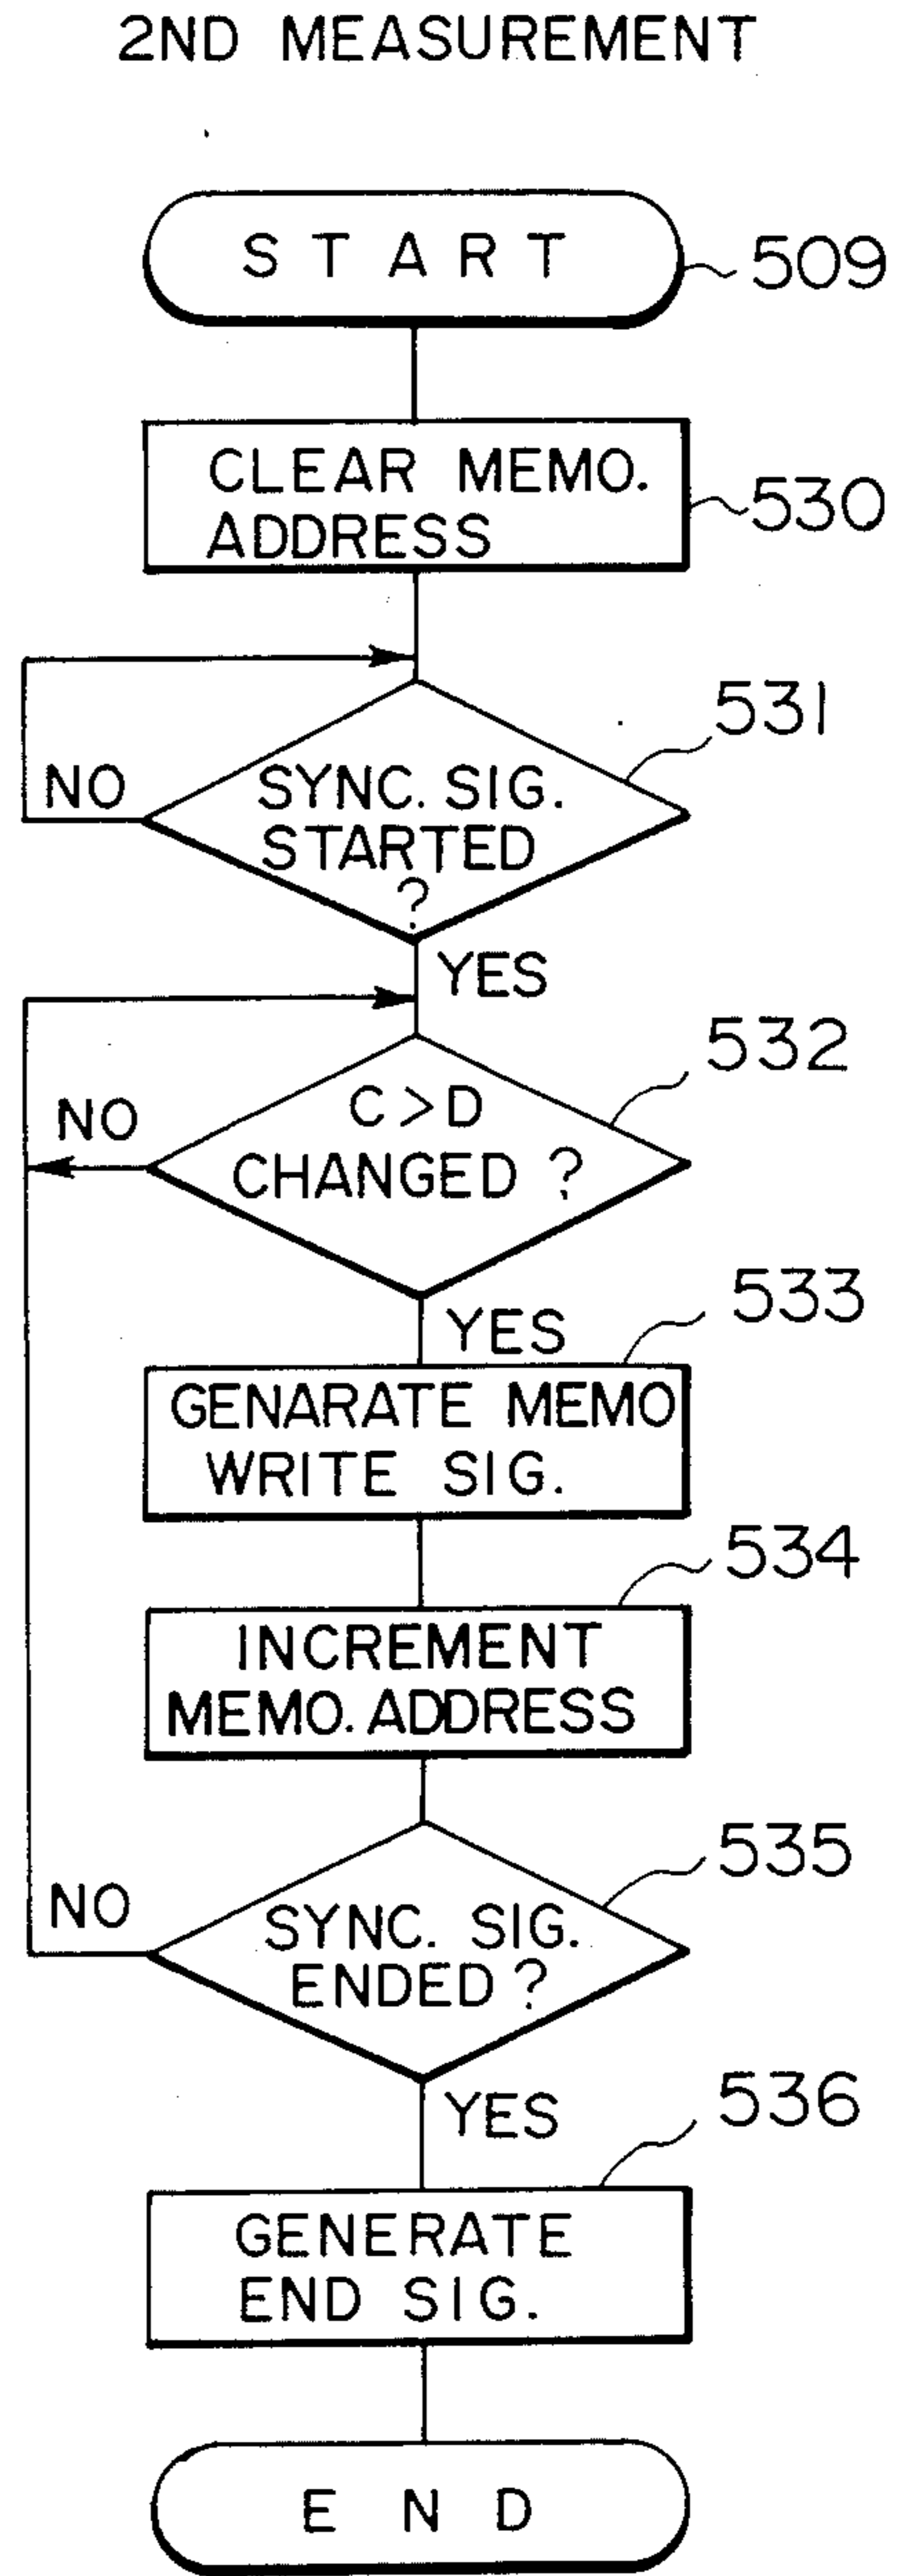 2ND MEASUREMENT
START
509
CLEAR MEMO.
ADDRESS
530
531
NO
SYNC. SIG.
STARTED
?
YES
532
NO
C>D
CHANGED ?
533
YES
GENARATE MEMO
WRITE SIG.
534
INCREMENT
MEMO. ADDRESS
535
NO
SYNC. SIG.
ENDED ?
YES
536
GENERATE
END SIG.
END